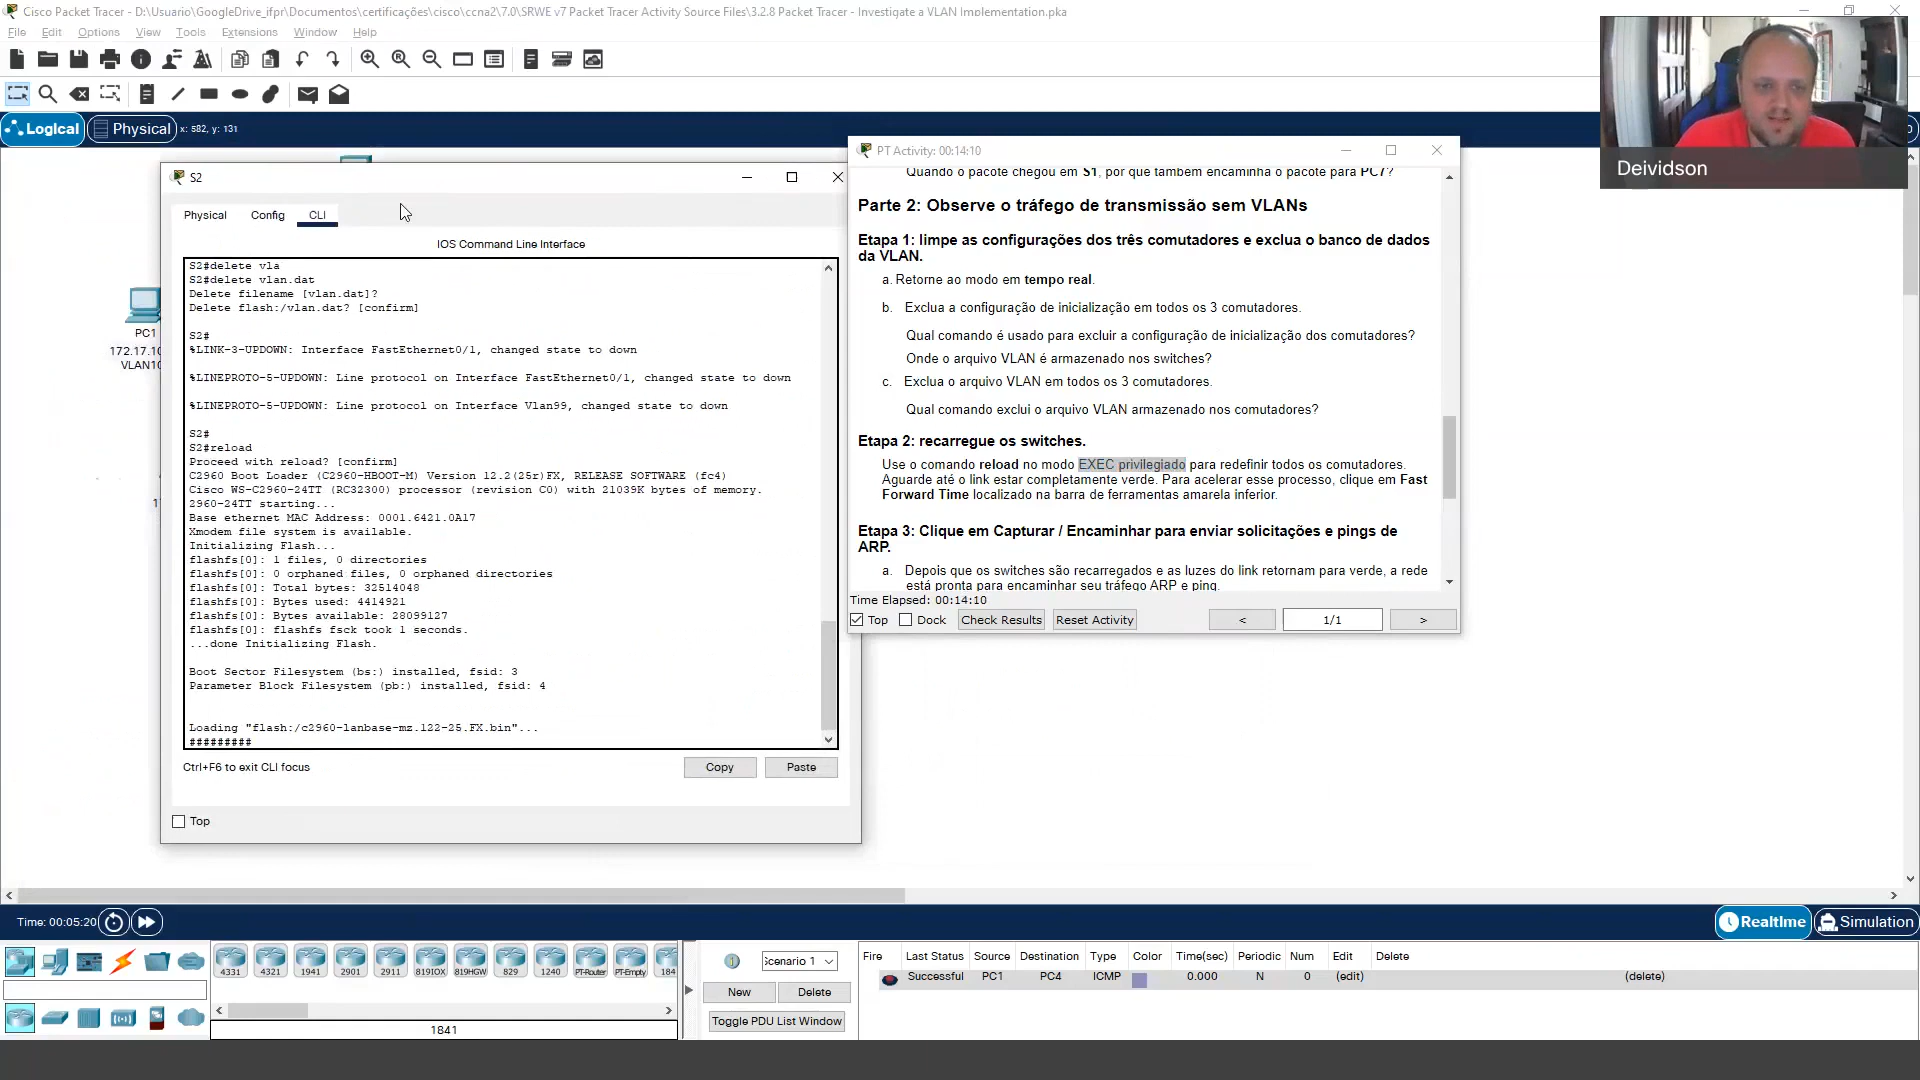 Cisco Packet Tracer - D:\Usuario\GoogleDrive_ifpr\Documentos\certificações\cisco\ccna2\7.0\SRWE v7 Packet Tracer Activity Source Files\3.2.8 Packet Tracer - Investigate a VLAN Implementation.pka
File Edit Options View Tools Extensions Window Help
Logical Physical x: 582, y: 131
Deividson
S2
Physical Config CLI
IOS Command Line Interface
S2#delete vla
S2#delete vlan.dat
Delete filename [vlan.dat]?
Delete flash:/vlan.dat? [confirm]
S2#
%LINK-3-UPDOWN: Interface FastEthernet0/1, changed state to down
%LINEPROTO-5-UPDOWN: Line protocol on Interface FastEthernet0/1, changed state to down
%LINEPROTO-5-UPDOWN: Line protocol on Interface Vlan99, changed state to down
S2#
S2#reload
Proceed with reload? [confirm]
C2960 Boot Loader (C2960-HBOOT-M) Version 12.2(25r)FX, RELEASE SOFTWARE (fc4)
Cisco WS-C2960-24TT (RC32300) processor (revision C0) with 21039K bytes of memory.
2960-24TT starting...
Base ethernet MAC Address: 0001.6421.0A17
Xmodem file system is available.
Initializing Flash...
flashfs[0]: 1 files, 0 directories
flashfs[0]: 0 orphaned files, 0 orphaned directories
flashfs[0]: Total bytes: 32514048
flashfs[0]: Bytes used: 4414921
flashfs[0]: Bytes available: 28099127
flashfs[0]: flashfs fsck took 1 seconds.
...done Initializing Flash.
Boot Sector Filesystem (bs:) installed, fsid: 3
Parameter Block Filesystem (pb:) installed, fsid: 4
Loading "flash:/c2960-lanbase-mz.122-25.FX.bin"...
#########
Ctrl+F6 to exit CLI focus
Copy Paste
Top
PC1
172.17.10
VLAN10
PT Activity: 00:14:10
Quando o pacote chegou em S1, por que também encaminha o pacote para PC7?
Parte 2: Observe o tráfego de transmissão sem VLANs
Etapa 1: limpe as configurações dos três comutadores e exclua o banco de dados
da VLAN.
a. Retorne ao modo em tempo real.
b. Exclua a configuração de inicialização em todos os 3 comutadores.
Qual comando é usado para excluir a configuração de inicialização dos comutadores?
Onde o arquivo VLAN é armazenado nos switches?
c. Exclua o arquivo VLAN em todos os 3 comutadores.
Qual comando exclui o arquivo VLAN armazenado nos comutadores?
Etapa 2: recarregue os switches.
Use o comando reload no modo EXEC privilegiado para redefinir todos os comutadores.
Aguarde até o link estar completamente verde. Para acelerar esse processo, clique em Fast
Forward Time localizado na barra de ferramentas amarela inferior.
Etapa 3: Clique em Capturar / Encaminhar para enviar solicitações e pings de
ARP.
a. Depois que os switches são recarregados e as luzes do link retornam para verde, a rede
está pronta para encaminhar seu tráfego ARP e ping.
Time Elapsed: 00:14:10
Top Dock Check Results Reset Activity < 1/1 >
Time: 00:05:20
Realtime Simulation
4331 4321 1941 2901 2911 819IOX 819HGW 829 1240 PT-Router PT-Empty 184
1841
Scenario 1
New Delete
Toggle PDU List Window
Fire Last Status Source Destination Type Color Time(sec) Periodic Num Edit Delete
Successful PC1 PC4 ICMP 0.000 N 0 (edit) (delete)